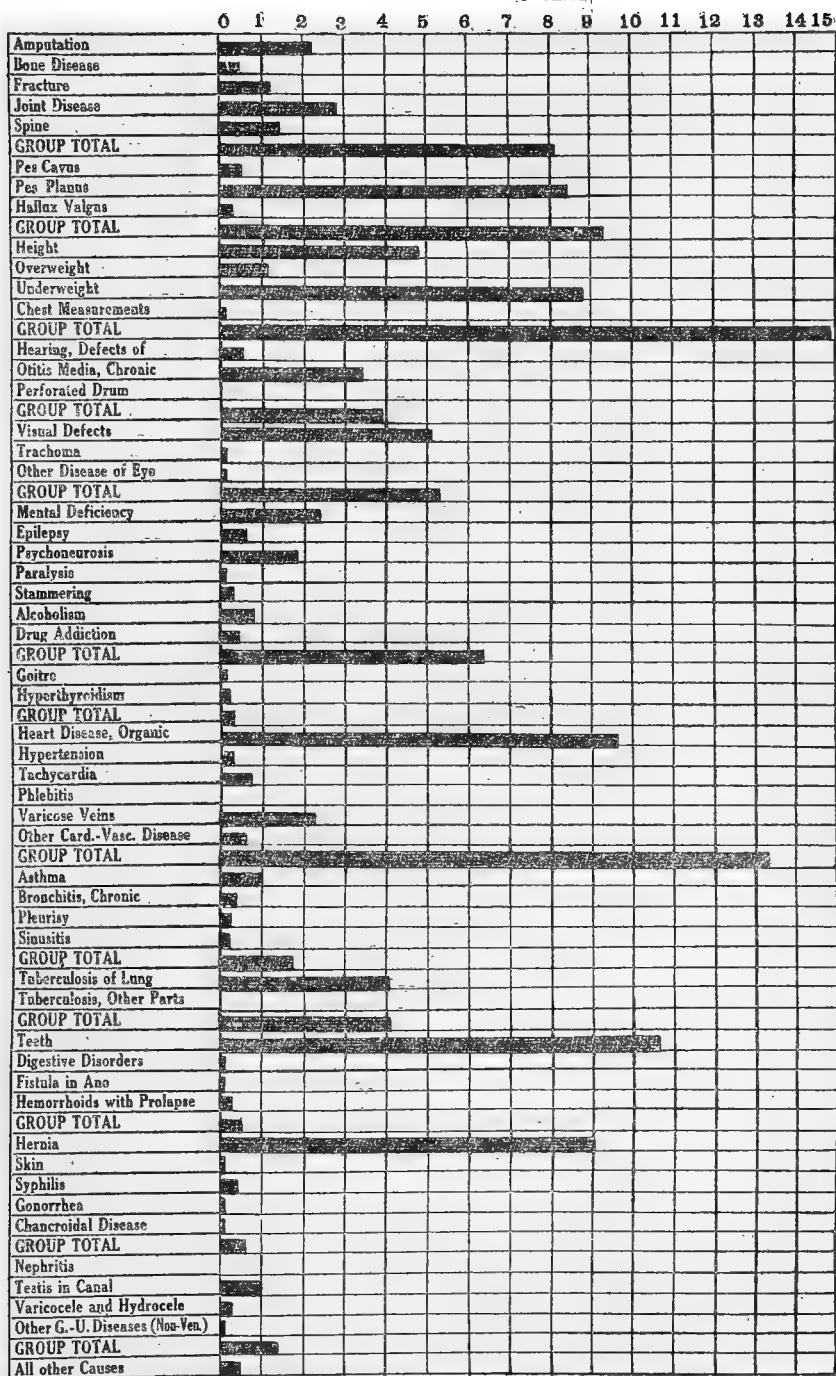 0 1 2 3 4 5 6 7 8 9 10 11 12 13 14 15
Amputation
Bone Disease
Fracture
Joint Disease
Spine
GROUP TOTAL
Pes Cavus
Pes Planus
Hallux Valgus
GROUP TOTAL
Height
Overweight
Underweight
Chest Measurements
GROUP TOTAL
Hearing, Defects of
Otitis Media, Chronic
Perforated Drum
GROUP TOTAL
Visual Defects
Trachoma
Other Disease of Eye
GROUP TOTAL
Mental Deficiency
Epilepsy
Psychoneurosis
Paralysis
Stammering
Alcoholism
Drug Addiction
GROUP TOTAL
Goitre
Hyperthyroidism
GROUP TOTAL
Heart Disease, Organic
Hypertension
Tachycardia
Phlebitis
Varicose Veins
Other Card.-Vasc. Disease
GROUP TOTAL
Asthma
Bronchitis, Chronic
Pleurisy
Sinusitis
GROUP TOTAL
Tuberculosis of Lung
Tuberculosis, Other Parts
GROUP TOTAL
Teeth
Digestive Disorders
Fistula in Ano
Hemorrhoids with Prolapse
GROUP TOTAL
Hernia
Skin
Syphilis
Gonorrhea
Chancroidal Disease
GROUP TOTAL
Nephritis
Testis in Canal
Varicocele and Hydrocele
Other G.-U. Diseases (Non-Ven.)
GROUP TOTAL
All other Causes